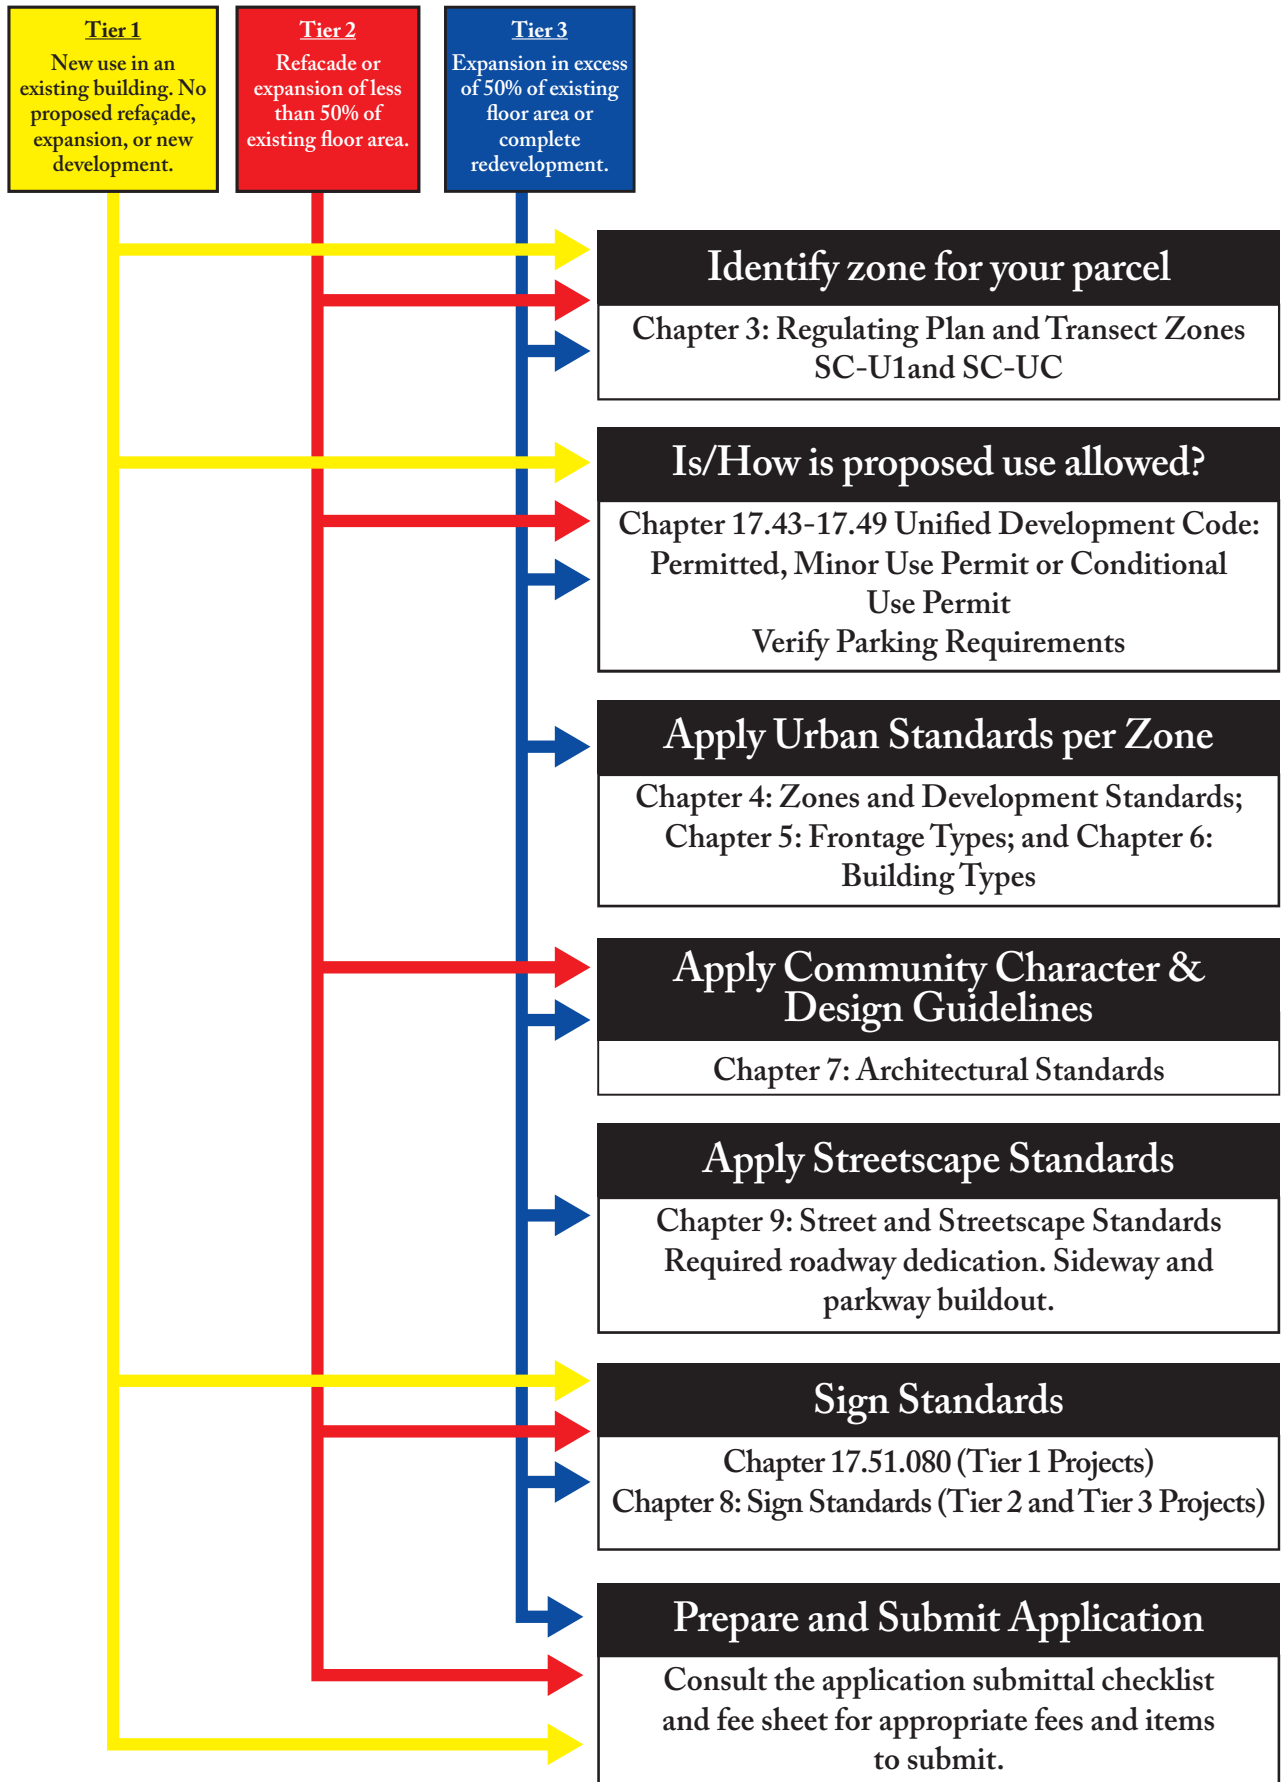 Tier 1
New use in an
existing building. No
proposed refaçade,
expansion, or new
development.
Tier 2
Refacade or
expansion of less
than 50% of
existing floor area.
Tier 3
Expansion in excess
of 50% of existing
floor area or
complete
redevelopment.
Identify zone for your parcel
Chapter 3: Regulating Plan and Transect Zones
SC-U1and SC-UC
Is/How is proposed use allowed?
Chapter 17.43-17.49 Unified Development Code:
Permitted, Minor Use Permit or Conditional
Use Permit
Verify Parking Requirements
Apply Urban Standards per Zone
Chapter 4: Zones and Development Standards;
Chapter 5: Frontage Types; and Chapter 6:
Building Types
Apply Community Character &
Design Guidelines
Chapter 7: Architectural Standards
Apply Streetscape Standards
Chapter 9: Street and Streetscape Standards
Required roadway dedication. Sideway and
parkway buildout.
Sign Standards
Chapter 17.51.080 (Tier 1 Projects)
Chapter 8: Sign Standards (Tier 2 and Tier 3 Projects)
Prepare and Submit Application
Consult the application submittal checklist
and fee sheet for appropriate fees and items
to submit.